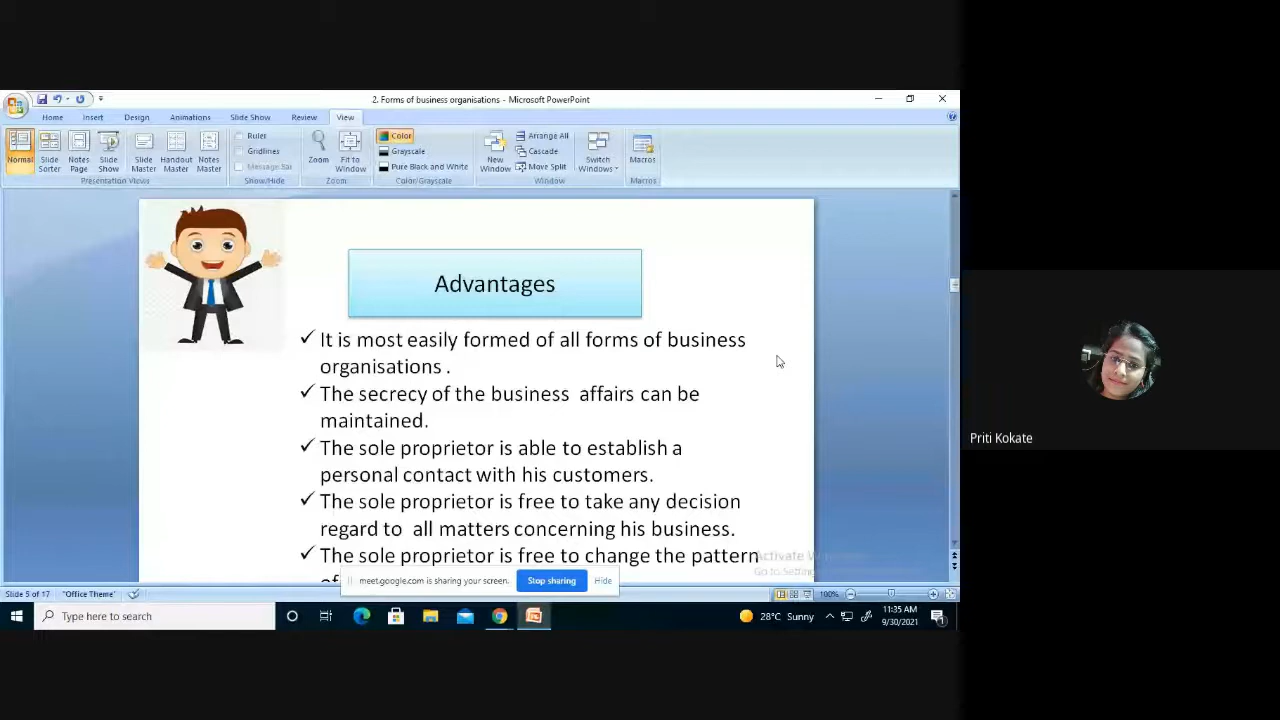 2. Forms of business organisations - Microsoft PowerPoint
Home Insert Design Animations Slide Show Review View
Normal
Slide Sorter
Notes Page
Slide Show
Slide Master
Handout Master
Notes Master
Presentation Views
Ruler
Gridlines
Message Bar
Show/Hide
Zoom
Fit to Window
Zoom
Color
Grayscale
Pure Black and White
Color/Grayscale
New Window
Arrange All
Cascade
Move Split
Switch Windows
Window
Macros
Macros
Advantages
✓ It is most easily formed of all forms of business
organisations .
✓ The secrecy of the business affairs can be
maintained.
✓ The sole proprietor is able to establish a
personal contact with his customers.
✓ The sole proprietor is free to take any decision
regard to all matters concerning his business.
✓ The sole proprietor is free to change the pattern
Activate
Go to Setting
meet.google.com is sharing your screen. Stop sharing Hide
Slide 5 of 17 "Office Theme" 100%
Type here to search
28°C Sunny
11:35 AM
9/30/2021
Priti Kokate